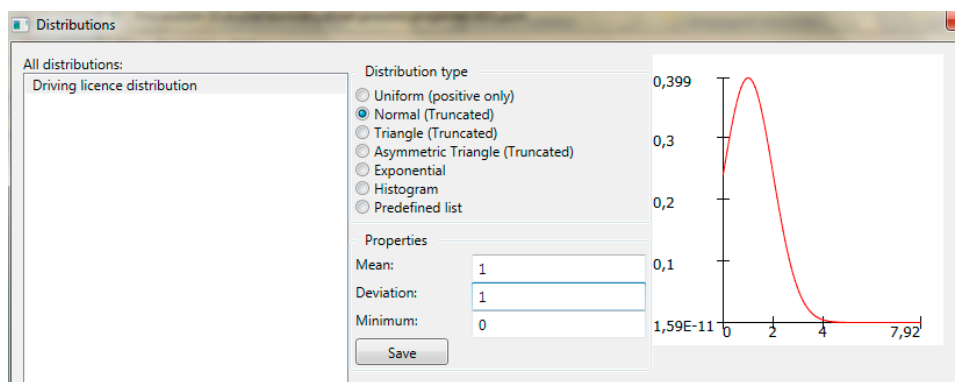 Distributions
All distributions:
Driving licence distribution
Distribution type
Uniform (positive only)
Normal (Truncated)
Triangle (Truncated)
Asymmetric Triangle (Truncated)
Exponential
Histogram
Predefined list
Properties
Mean:
1
Deviation:
1
Minimum:
0
Save
0,399
0,3
0,2
0,1
1,59E-11
0
2
4
7,92